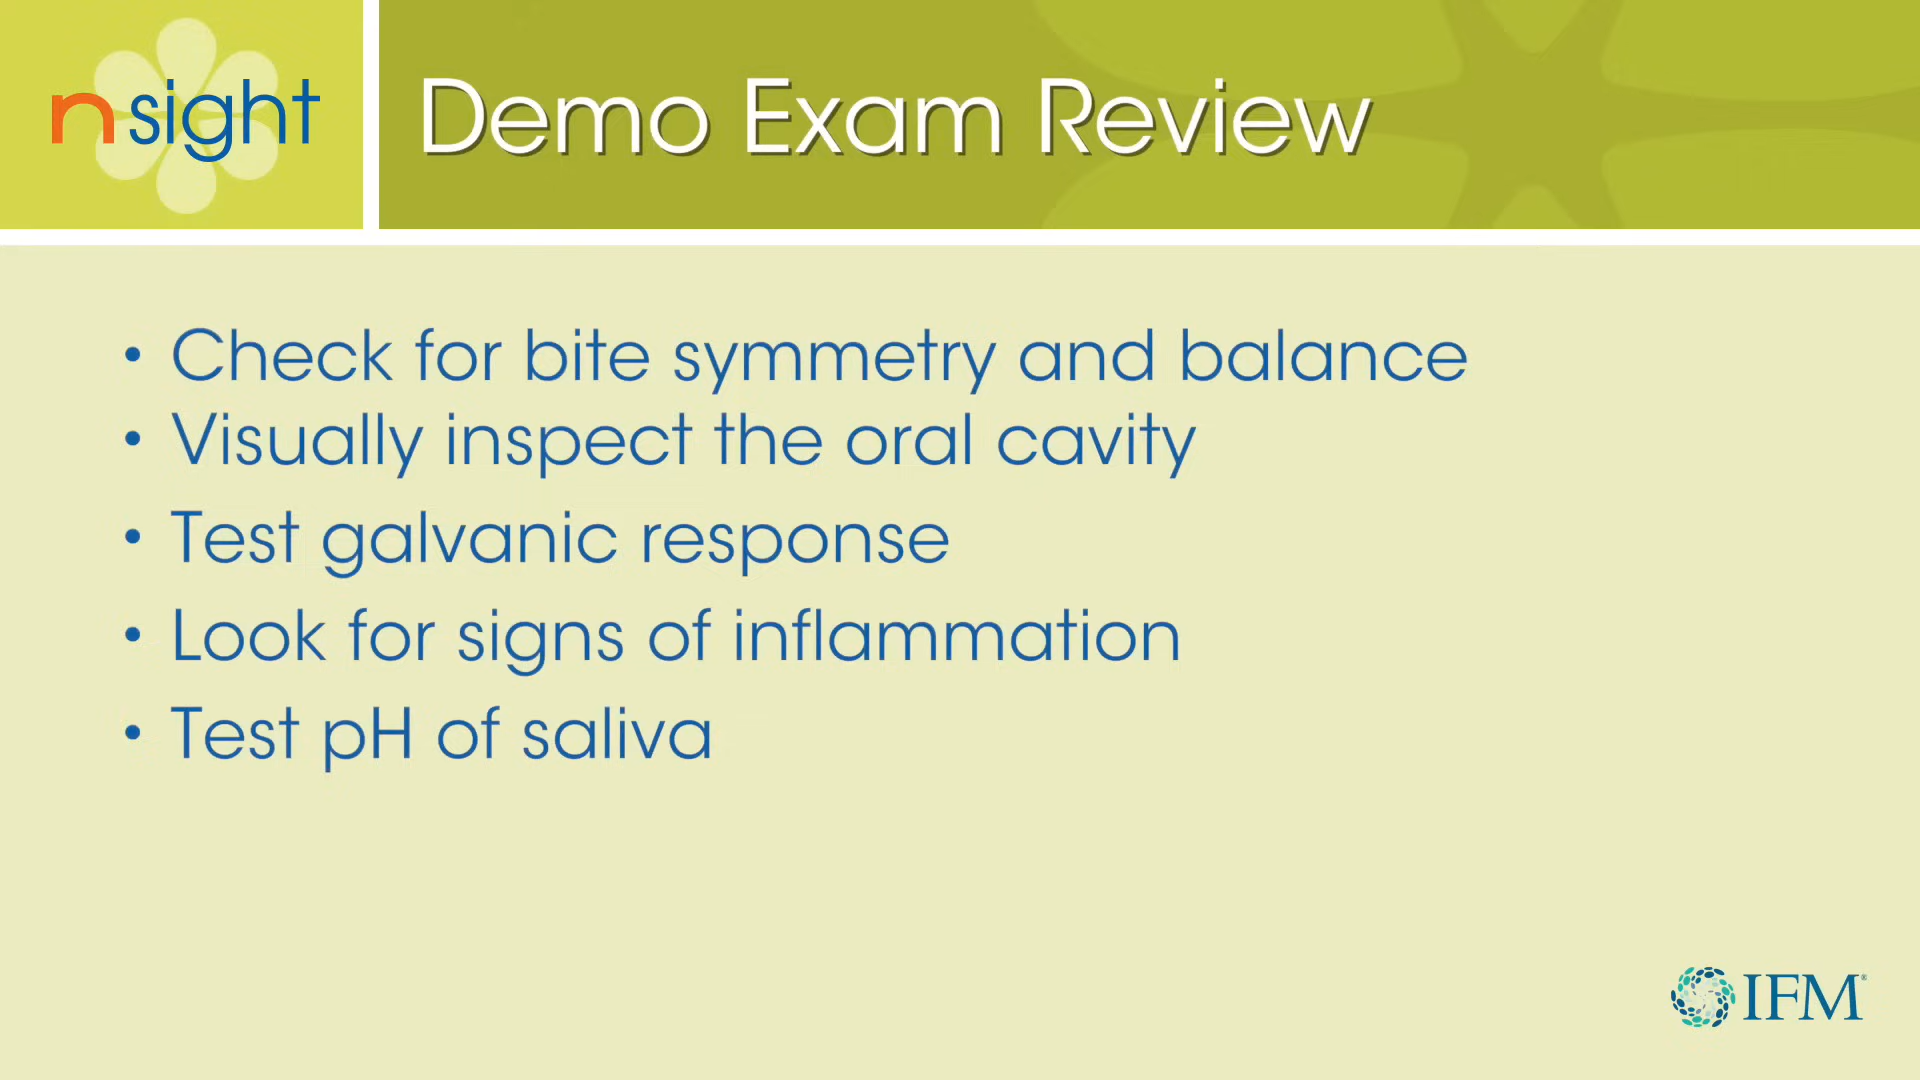 nsight
Demo Exam Review
• Check for bite symmetry and balance
• Visually inspect the oral cavity
• Test galvanic response
• Look for signs of inflammation
• Test pH of saliva
IFM®